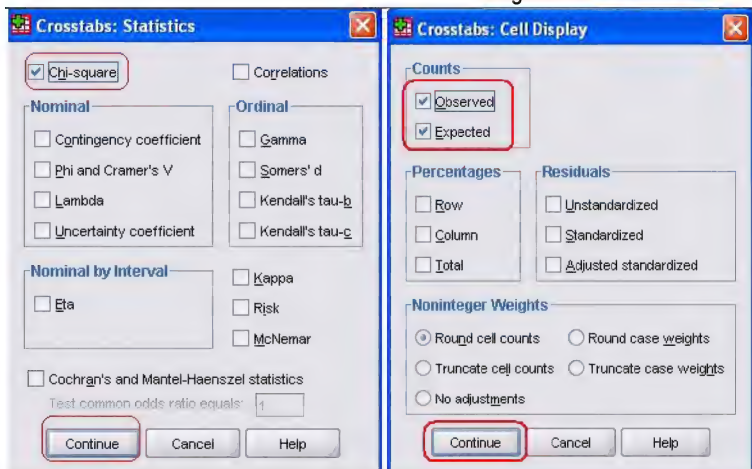 Crosstabs: Statistics
Chi-square
Correlations
Nominal
Contingency coefficient
Phi and Cramer's V
Lambda
Uncertainty coefficient
Ordinal
Gamma
Somers' d
Kendall's tau-b
Kendall's tau-c
Nominal by Interval
Eta
Kappa
Risk
McNemar
Cochran's and Mantel-Haenszel statistics
Test common odds ratio equals: 1
Continue Cancel Help
Crosstabs: Cell Display
Counts
Observed
Expected
Percentages
Row
Column
Total
Residuals
Unstandardized
Standardized
Adjusted standardized
Noninteger Weights
Round cell counts Round case weights
Truncate cell counts Truncate case weights
No adjustments
Continue Cancel Help